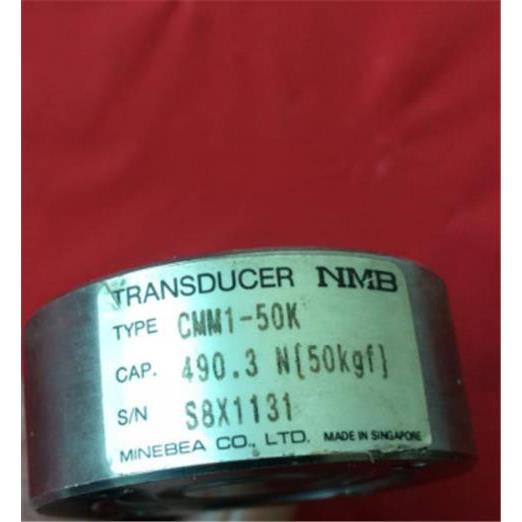 TRANSDUCER NMB
TYPE CMM1-50K
CAP. 490.3 N{50kgf}
S/N S8X1131
MINEBEA CO., LTD. MADE IN SINGAPORE